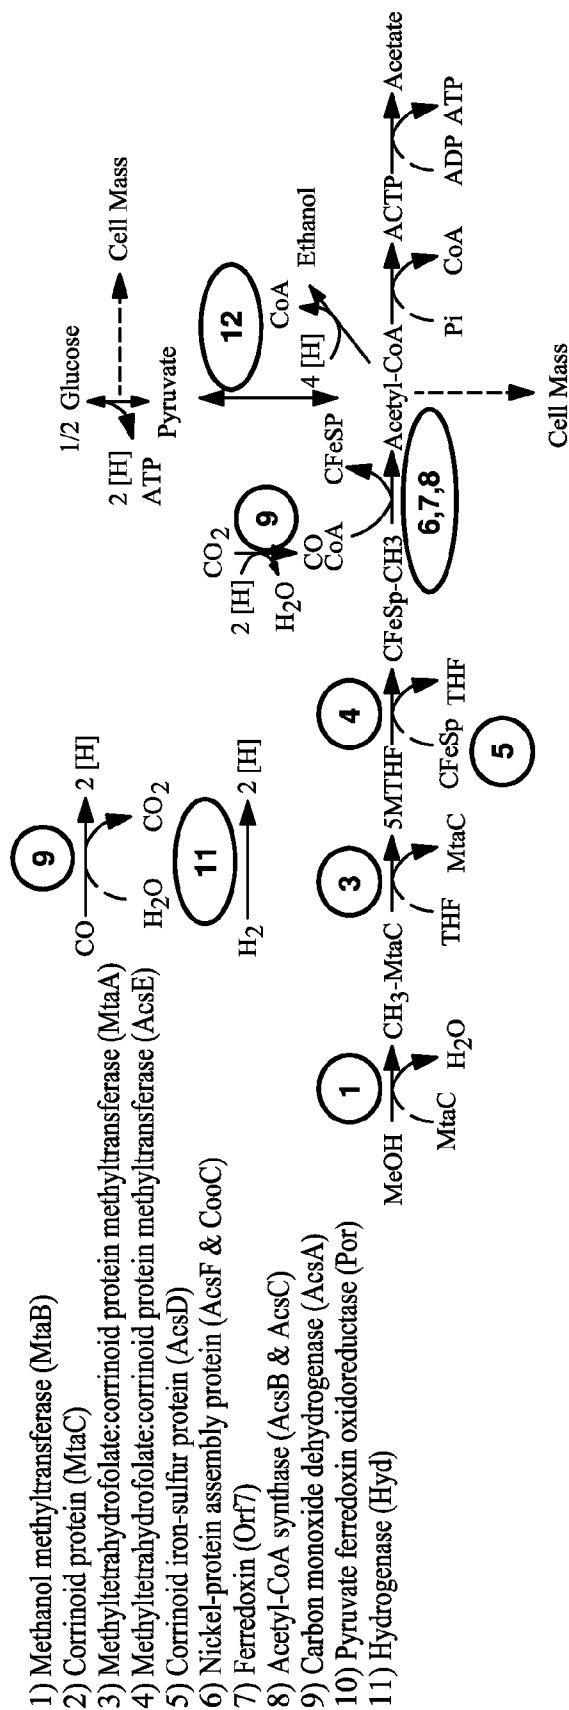 1) Methanol methyltransferase (MtaB)
2) Corrinoid protein (MtaC)
3) Methyltetrahydrofolate:corrinoid protein methyltransferase (MtaA)
4) Methyltetrahydrofolate:corrinoid protein methyltransferase (AcsE)
5) Corrinoid iron-sulfur protein (AcsD)
6) Nickel-protein assembly protein (AcsF & CooC)
7) Ferredoxin (Orf7)
8) Acetyl-CoA synthase (AcsB & AcsC)
9) Carbon monoxide dehydrogenase (AcsA)
10) Pyruvate ferredoxin oxidoreductase (Por)
11) Hydrogenase (Hyd)
9
CO 2 [H]
H2O CO2
11
H2 2 [H]
1/2 Glucose
2 [H]
ATP
Cell Mass
Pyruvate
12
CO2
2 [H]
9
H2O
CO
CoA
CFeSP
4 [H]
CoA
Ethanol
1 3 4
MeOH CH3-MtaC 5MTHF CFeSp-CH3 Acetyl-CoA ACTP Acetate
MtaC H2O THF MtaC CFeSp THF Pi CoA ADP ATP
5
6,7,8
Cell Mass